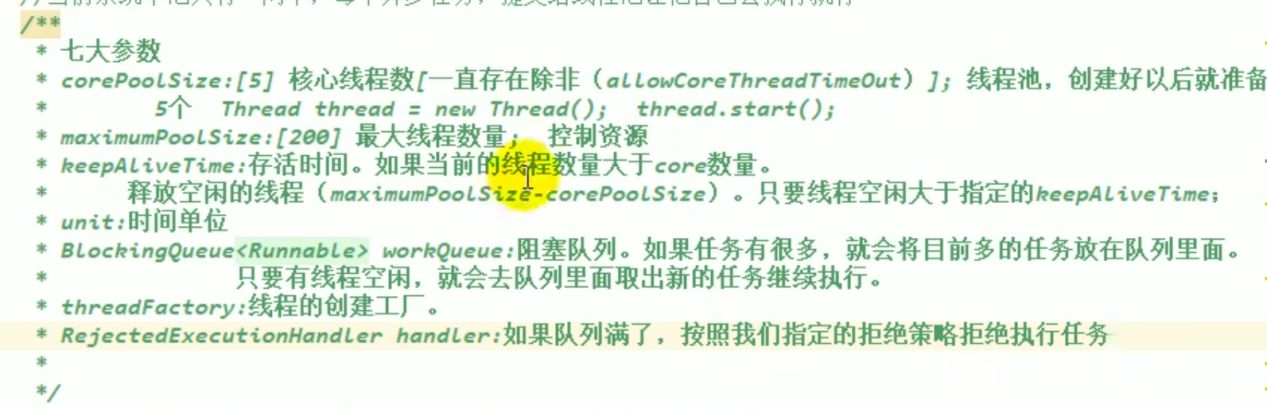 /**
* 七大参数
* corePoolSize:[5] 核心线程数[一直存在除非（allowCoreThreadTimeOut）]; 线程池，创建好以后就准备
* 5个 Thread thread = new Thread(); thread.start();
* maximumPoolSize:[200] 最大线程数量; 控制资源
* keepAliveTime:存活时间。如果当前的线程数量大于core数量。
* 释放空闲的线程（maximumPoolSize-corePoolSize）。只要线程空闲大于指定的keepAliveTime;
* unit:时间单位
* BlockingQueue<Runnable> workQueue:阻塞队列。如果任务有很多，就会将目前多的任务放在队列里面。
* 只要有线程空闲，就会去队列里面取出新的任务继续执行。
* threadFactory:线程的创建工厂。
* RejectedExecutionHandler handler:如果队列满了，按照我们指定的拒绝策略拒绝执行任务
*
*/